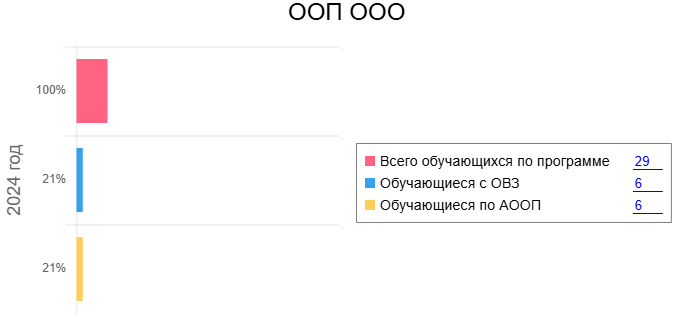 ООП ООО
2024 год
100%
21%
21%
Всего обучающихся по программе 29
Обучающиеся с ОВЗ 6
Обучающиеся по АООП 6